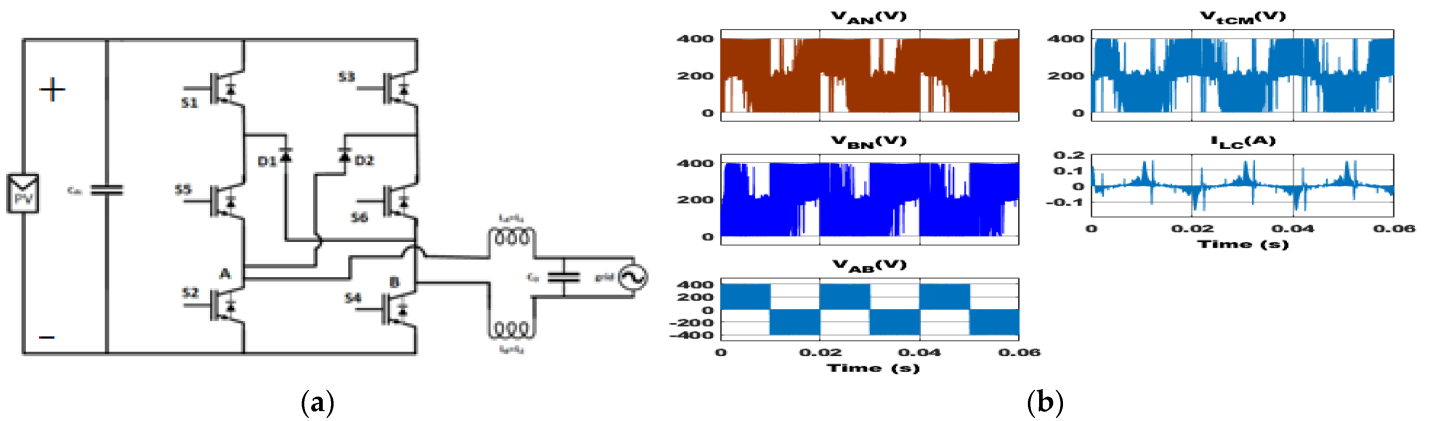 S1
S3
D1
D2
PV
S5
S6
A
B
S2
S4
grid
+
–
(a)
VAN(V)
400
200
0
VBN(V)
400
200
0
VAB(V)
400
200
0
-200
-400
0 0.02 0.04 0.06
Time (s)
VtCM(V)
400
200
0
ILC(A)
0.2
0.1
0
-0.1
0 0.02 0.04 0.06
Time (s)
(b)